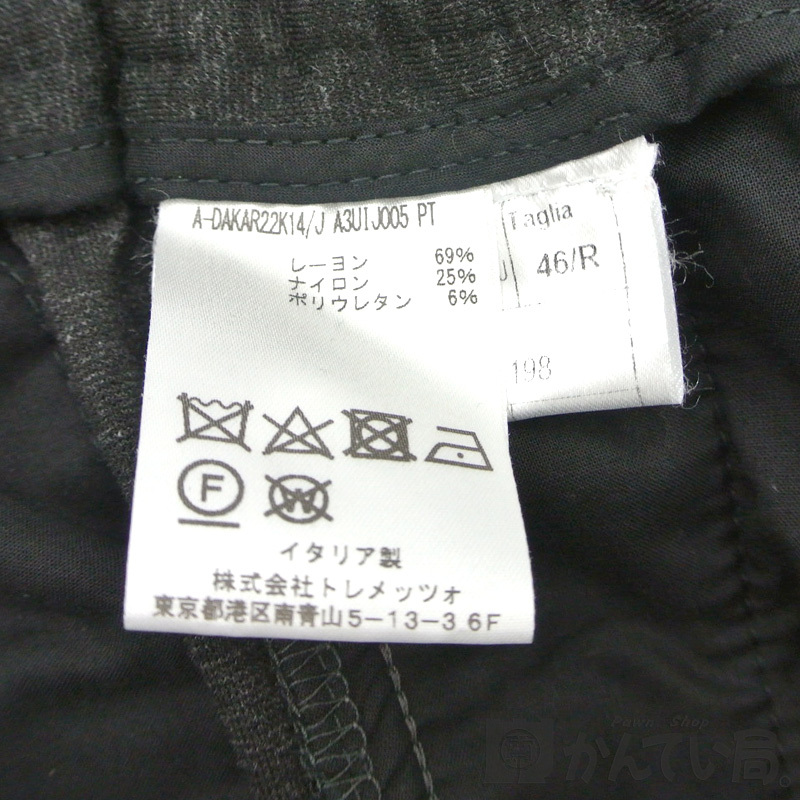 A-DAKAR22K14/J A3UIJ005 PT
レーヨン 69%
ナイロン 25%
ポリウレタン 6%
Taglia
46/R
198
F
W
イタリア製
株式会社トレメッツォ
東京都港区南青山5-13-3 6F
Pawn Shop
かんてい局。